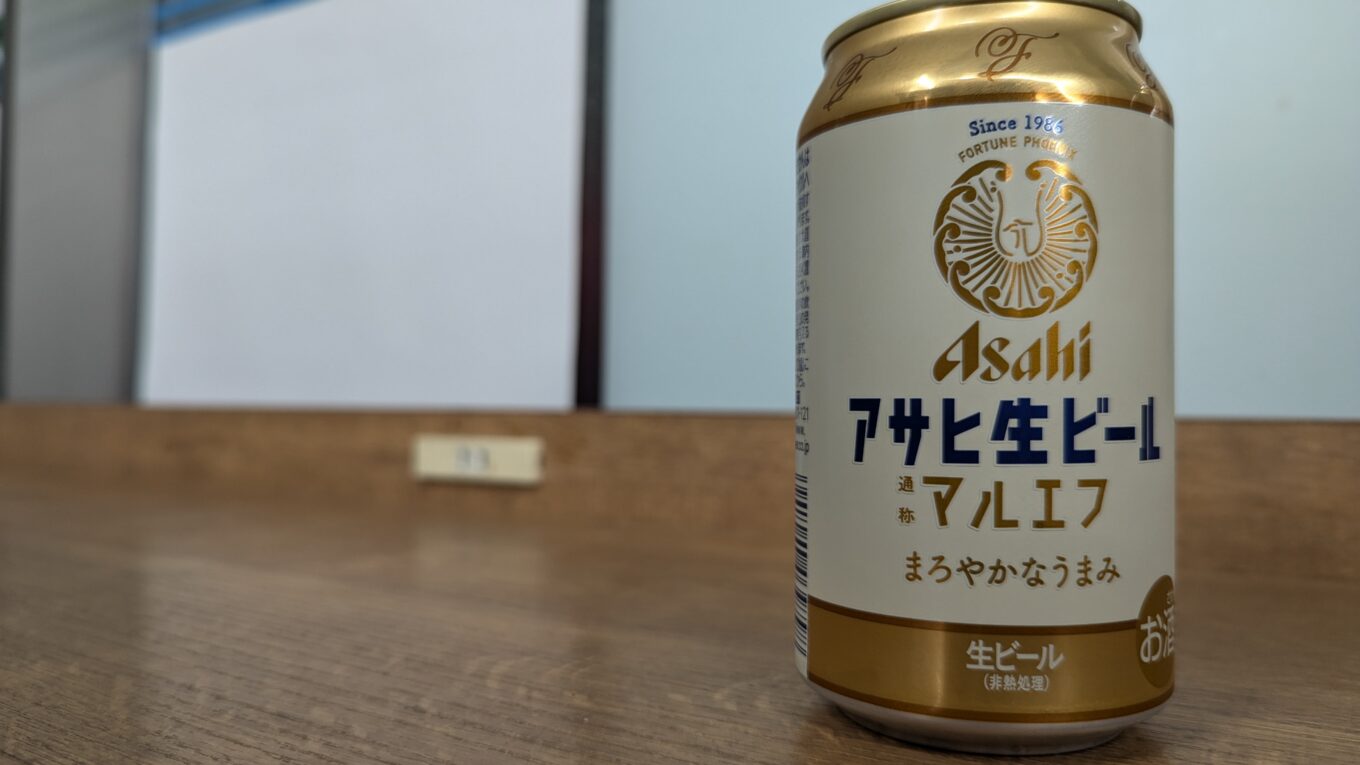 F
F
Since 1986
FORTUNE PHOENIX
Asahi
アサヒ生ビール
通称 マルエフ
まろやかなうまみ
生ビール
(非熱処理)
お酒